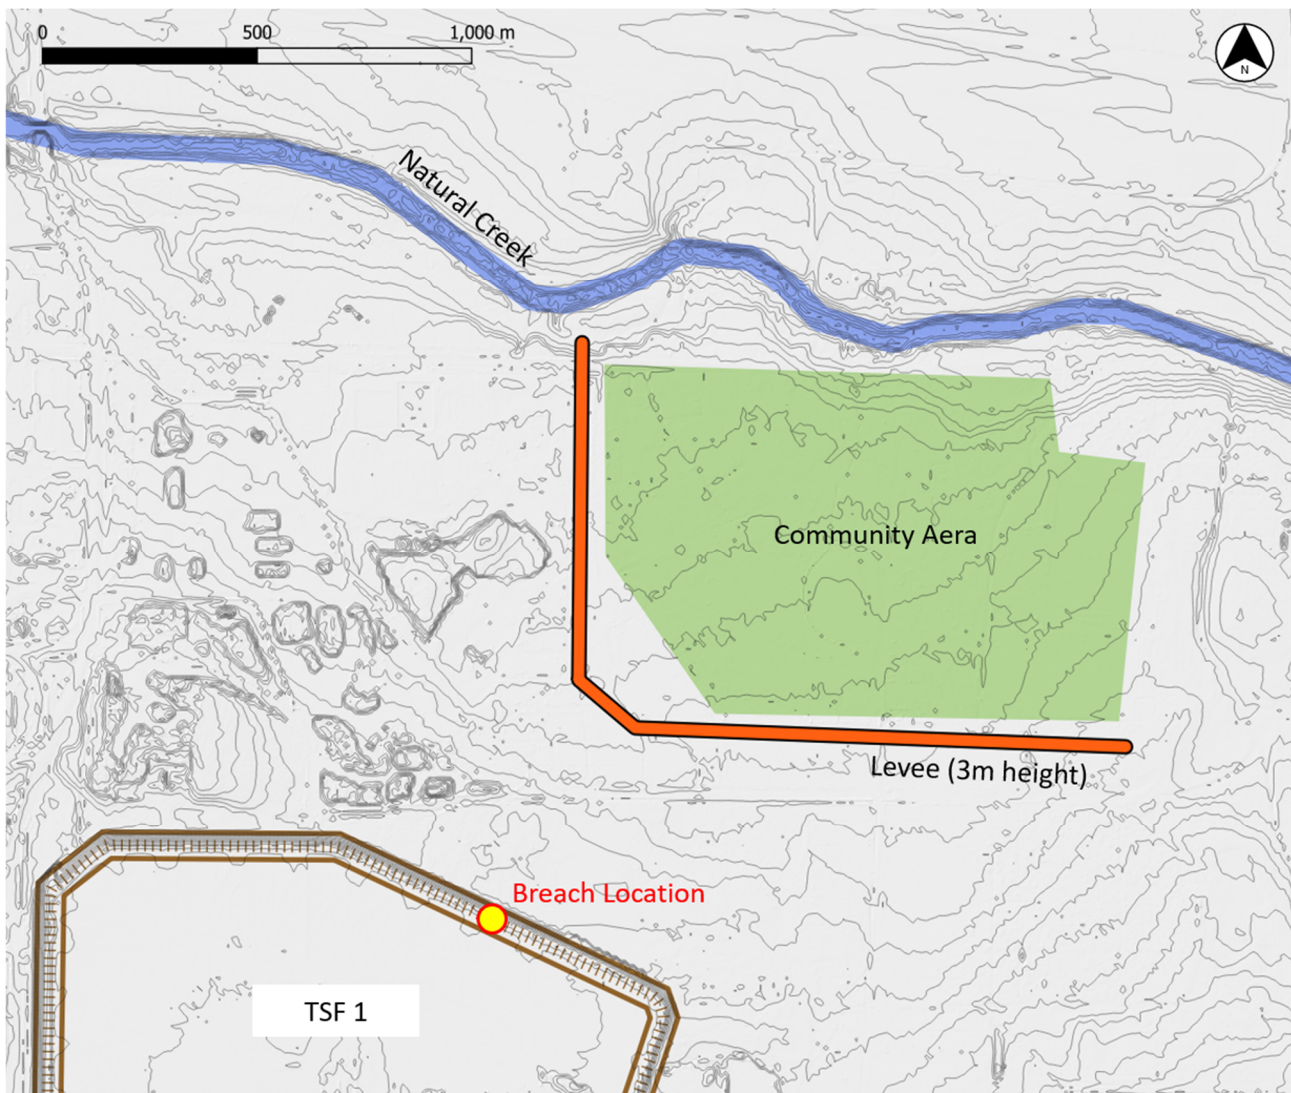 0 500 1,000 m
N
Natural Creek
Community Aera
Levee (3m height)
Breach Location
TSF 1